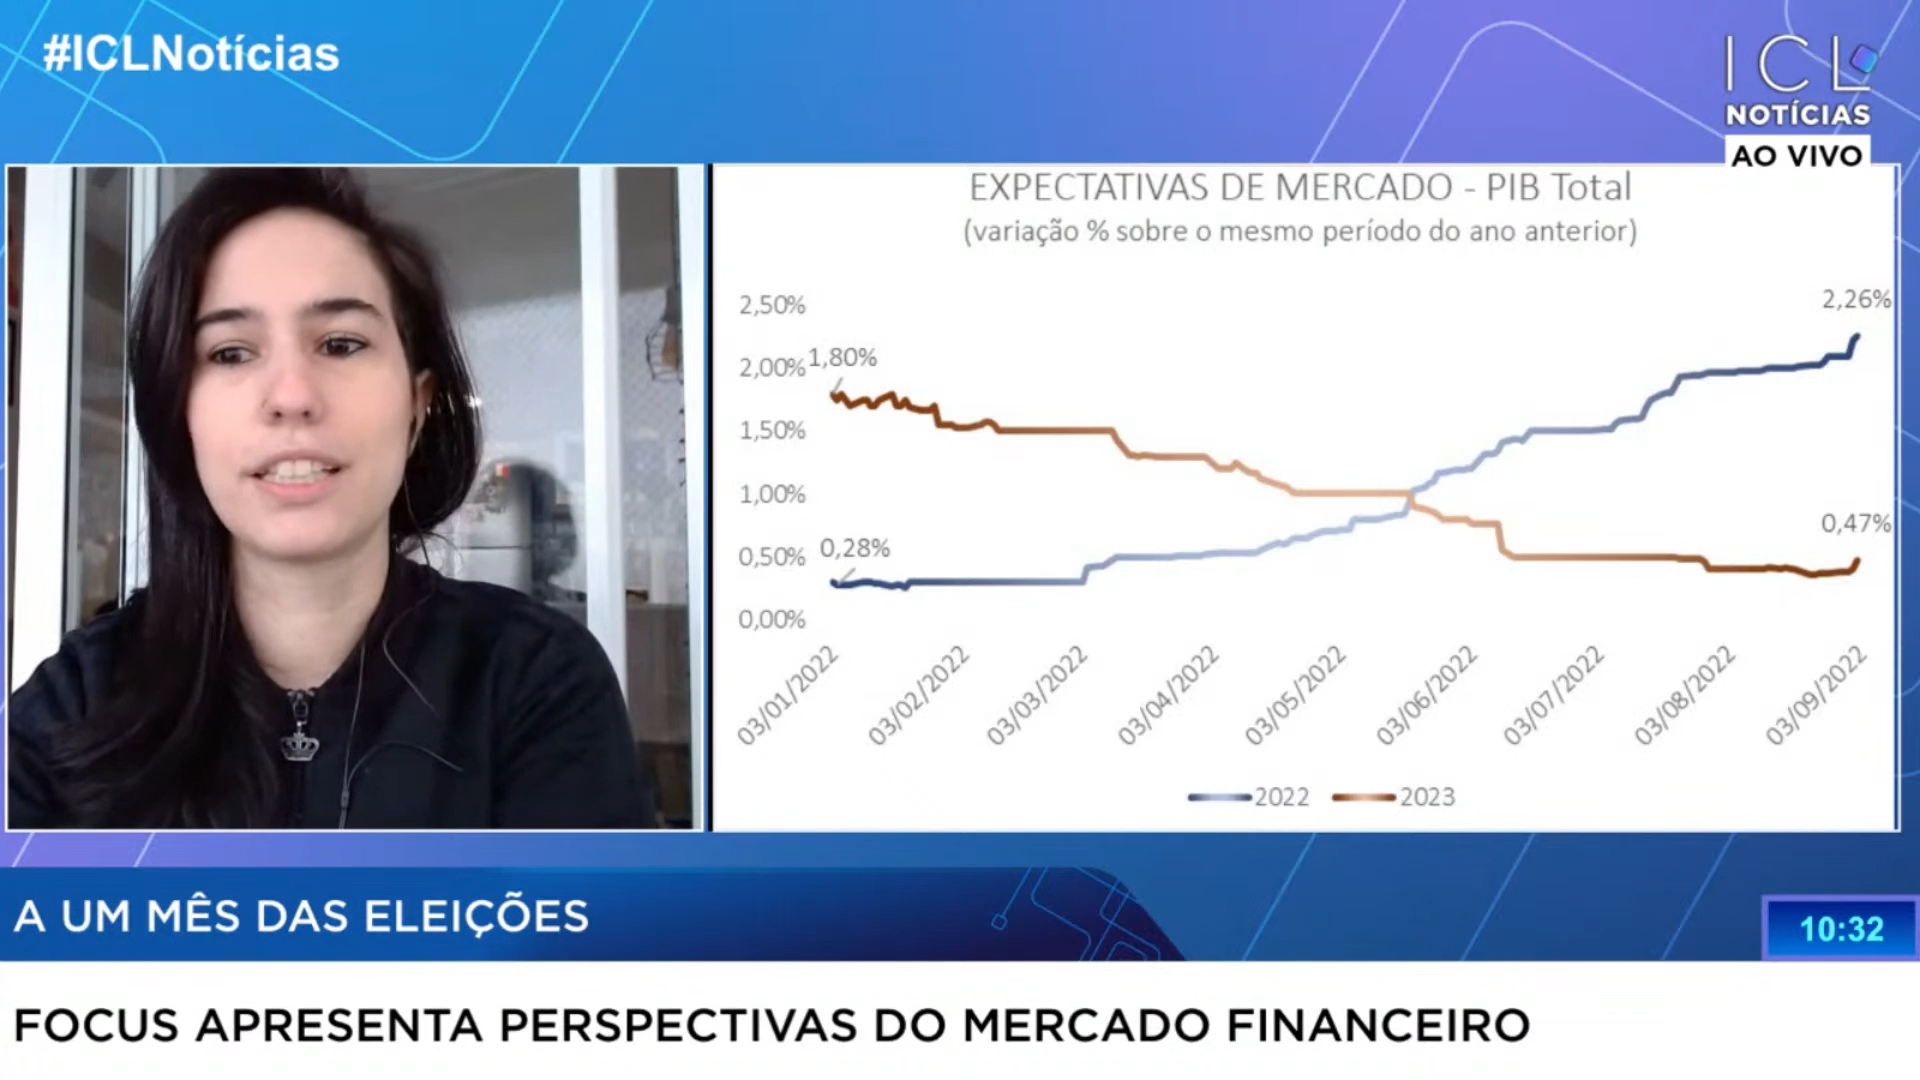 #ICLNotícias
ICL
NOTÍCIAS
AO VIVO
EXPECTATIVAS DE MERCADO - PIB Total
(variação % sobre o mesmo período do ano anterior)
2,50%
2,00%
1,50%
1,00%
0,50%
0,00%
1,80%
0,28%
2,26%
0,47%
03/01/2022
03/02/2022
03/03/2022
03/04/2022
03/05/2022
03/06/2022
03/07/2022
03/08/2022
03/09/2022
2022 2023
A UM MÊS DAS ELEIÇÕES
10:32
FOCUS APRESENTA PERSPECTIVAS DO MERCADO FINANCEIRO